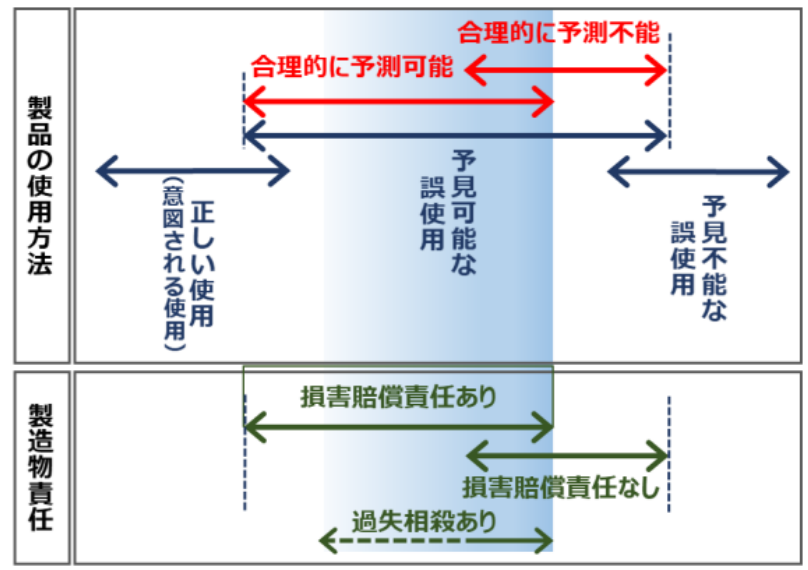 製品の使用方法
合理的に予測不能
合理的に予測可能
正しい使用
(意図される使用)
予見可能な
誤使用
予見不能な
誤使用
製造物責任
損害賠償責任あり
損害賠償責任なし
過失相殺あり